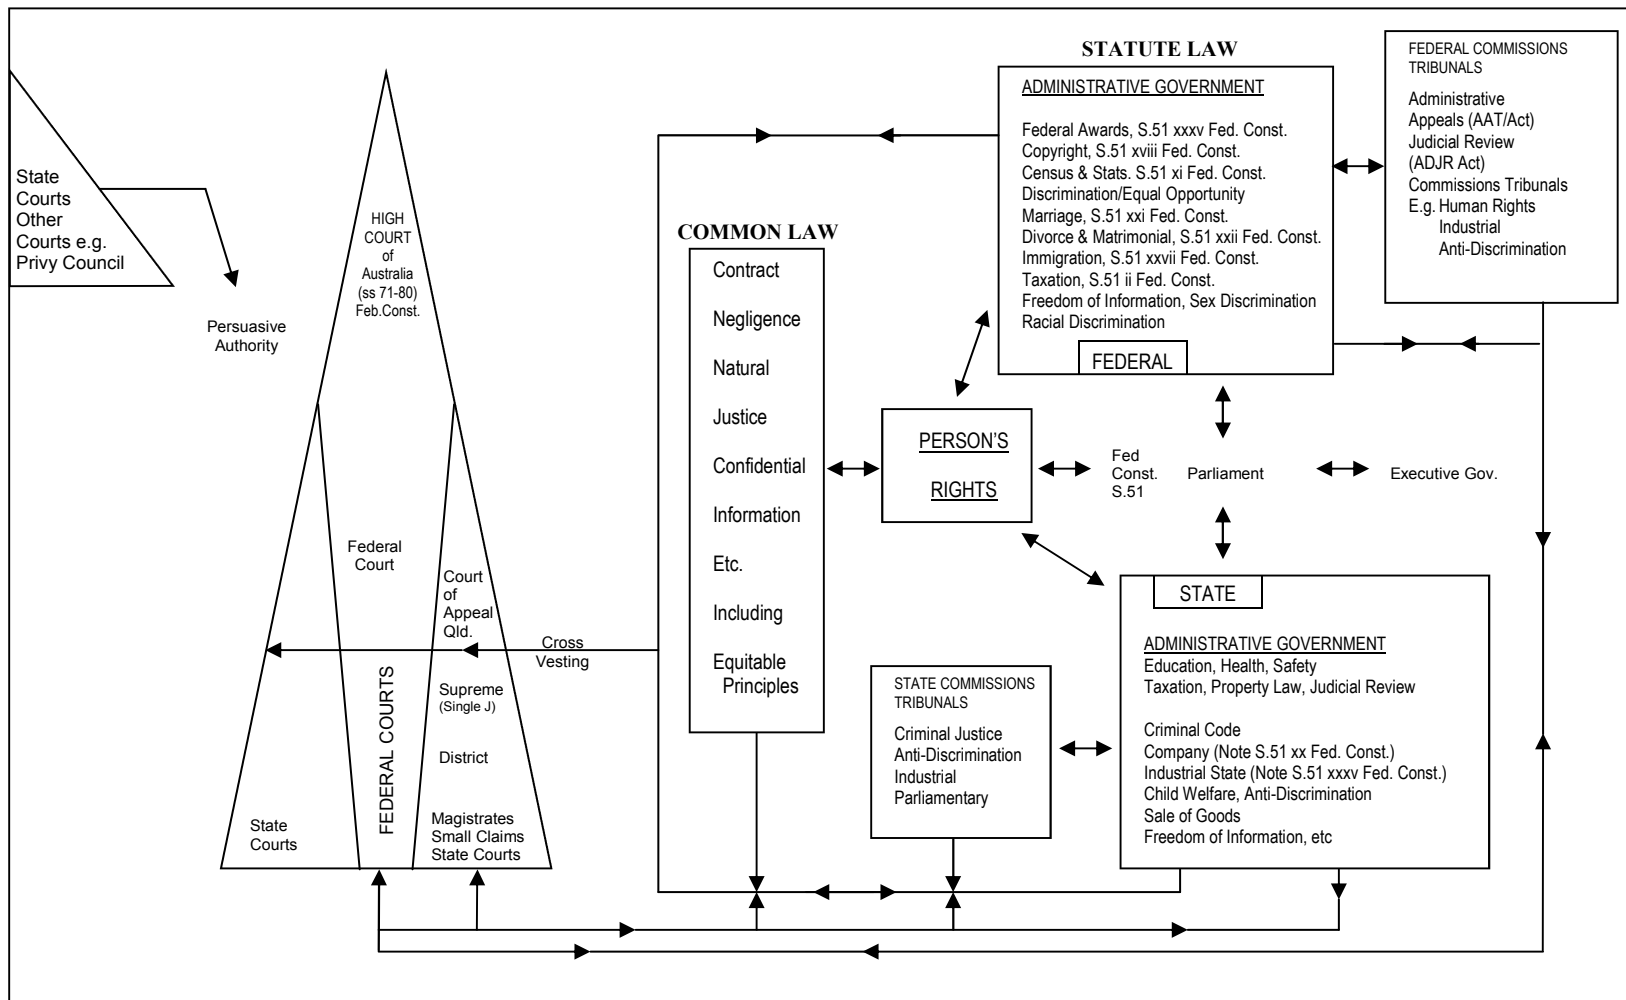 State
Courts
Other
Courts e.g.
Privy Council
Persuasive
Authority
HIGH
COURT
of
Australia
(ss 71-80)
Feb.Const.
Federal
Court
Court
of
Appeal
Qld.
Cross
Vesting
FEDERAL COURTS
Supreme
(Single J)
District
State
Courts
Magistrates
Small Claims
State Courts
COMMON LAW
Contract
Negligence
Natural
Justice
Confidential
Information
Etc.
Including
Equitable
Principles
STATUTE LAW
ADMINISTRATIVE GOVERNMENT
Federal Awards, S.51 xxxv Fed. Const.
Copyright, S.51 xviii Fed. Const.
Census & Stats. S.51 xi Fed. Const.
Discrimination/Equal Opportunity
Marriage, S.51 xxi Fed. Const.
Divorce & Matrimonial, S.51 xxii Fed. Const.
Immigration, S.51 xxvii Fed. Const.
Taxation, S.51 ii Fed. Const.
Freedom of Information, Sex Discrimination
Racial Discrimination
FEDERAL
FEDERAL COMMISSIONS
TRIBUNALS
Administrative
Appeals (AAT/Act)
Judicial Review
(ADJR Act)
Commissions Tribunals
E.g. Human Rights
Industrial
Anti-Discrimination
PERSON'S
RIGHTS
Fed
Const.
S.51
Parliament
Executive Gov.
STATE
ADMINISTRATIVE GOVERNMENT
Education, Health, Safety
Taxation, Property Law, Judicial Review
Criminal Code
Company (Note S.51 xx Fed. Const.)
Industrial State (Note S.51 xxxv Fed. Const.)
Child Welfare, Anti-Discrimination
Sale of Goods
Freedom of Information, etc
STATE COMMISSIONS
TRIBUNALS
Criminal Justice
Anti-Discrimination
Industrial
Parliamentary